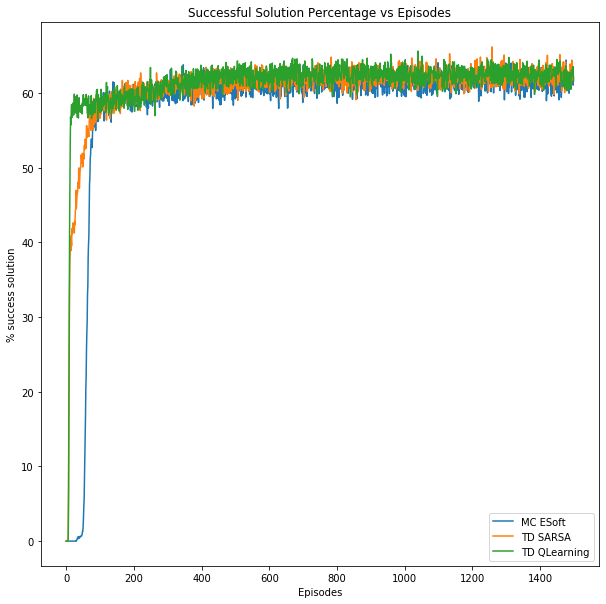 Successful Solution Percentage vs Episodes
% success solution
60
50
40
30
20
10
0
0 200 400 600 800 1000 1200 1400
Episodes
MC ESoft
TD SARSA
TD QLearning